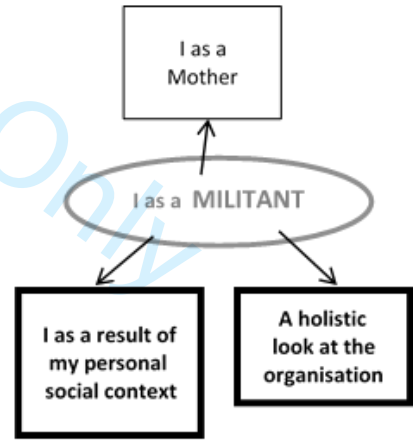 I as a
Mother
Only
I as a MILITANT
I as a result of
my personal
social context
A holistic
look at the
organisation